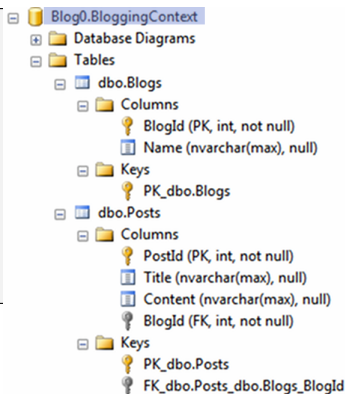 Blog0.BloggingContext
Database Diagrams
Tables
dbo.Blogs
Columns
BlogId (PK, int, not null)
Name (nvarchar(max), null)
Keys
PK_dbo.Blogs
dbo.Posts
Columns
PostId (PK, int, not null)
Title (nvarchar(max), null)
Content (nvarchar(max), null)
BlogId (FK, int, not null)
Keys
PK_dbo.Posts
FK_dbo.Posts_dbo.Blogs_BlogId